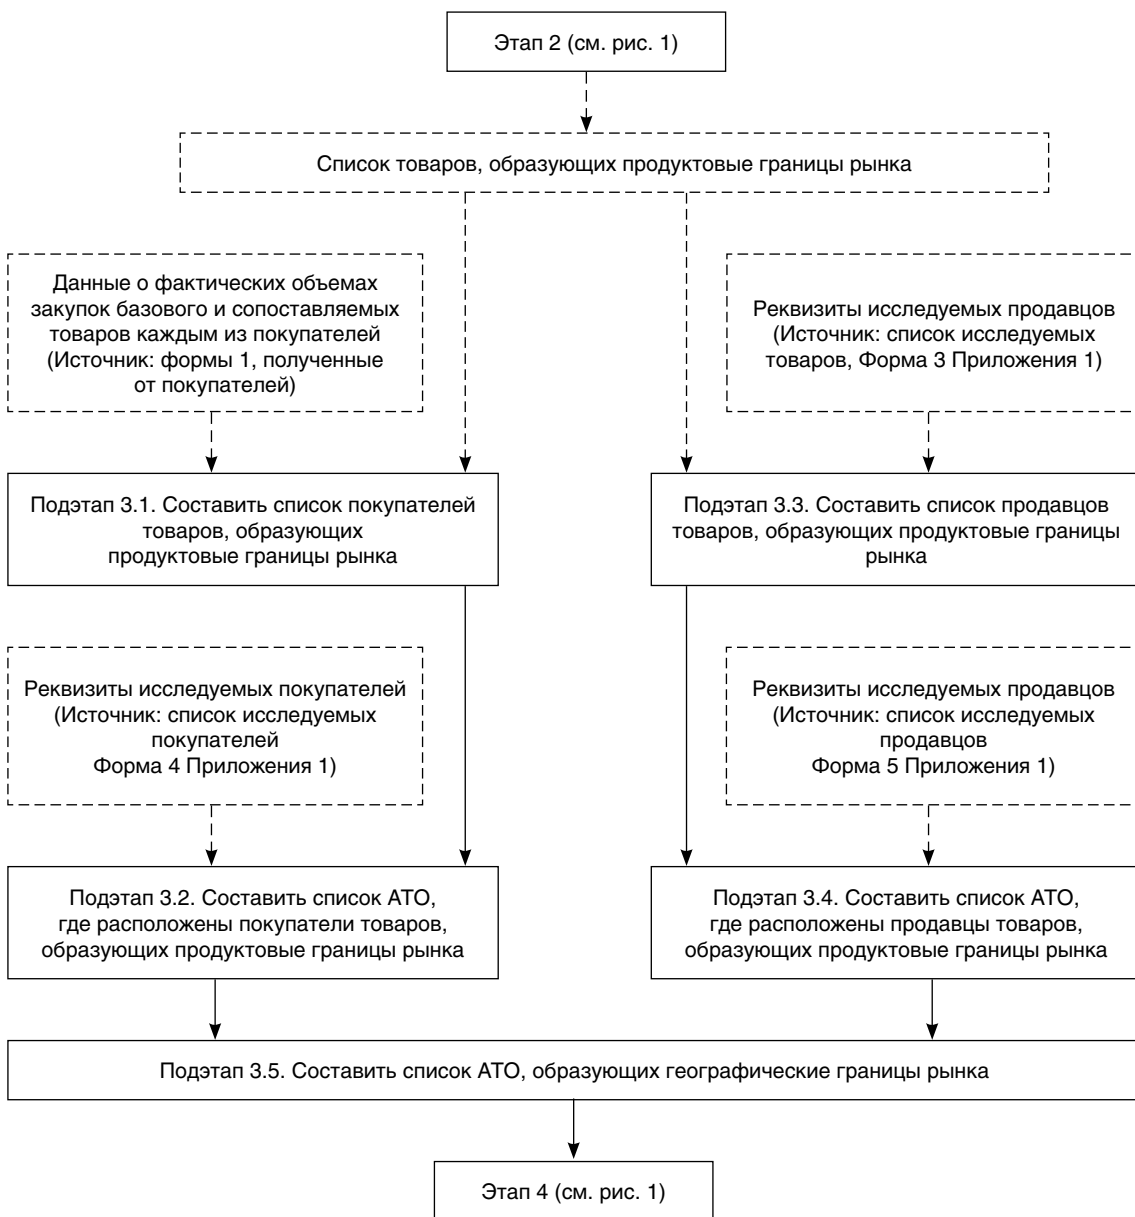 Этап 2 (см. рис. 1)
Список товаров, образующих продуктовые границы рынка
Данные о фактических объемах
закупок базового и сопоставляемых
товаров каждым из покупателей
(Источник: формы 1, полученные
от покупателей)
Реквизиты исследуемых продавцов
(Источник: список исследуемых
товаров, Форма 3 Приложения 1)
Подэтап 3.1. Составить список покупателей
товаров, образующих
продуктовые границы рынка
Подэтап 3.3. Составить список продавцов
товаров, образующих продуктовые границы
рынка
Реквизиты исследуемых покупателей
(Источник: список исследуемых
покупателей
Форма 4 Приложения 1)
Реквизиты исследуемых продавцов
(Источник: список исследуемых
продавцов
Форма 5 Приложения 1)
Подэтап 3.2. Составить список АТО,
где расположены покупатели товаров,
образующих продуктовые границы рынка
Подэтап 3.4. Составить список АТО,
где расположены продавцы товаров,
образующих продуктовые границы рынка
Подэтап 3.5. Составить список АТО, образующих географические границы рынка
Этап 4 (см. рис. 1)